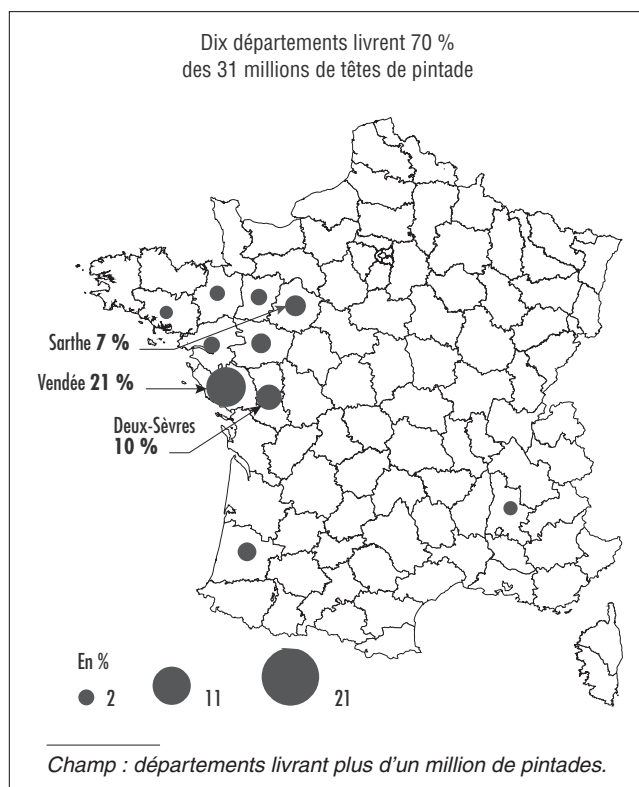 Dix départements livrent 70 %
des 31 millions de têtes de pintade
Sarthe 7 %
Vendée 21 %
Deux-Sèvres
10 %
En %
2
11
21
Champ : départements livrant plus d'un million de pintades.